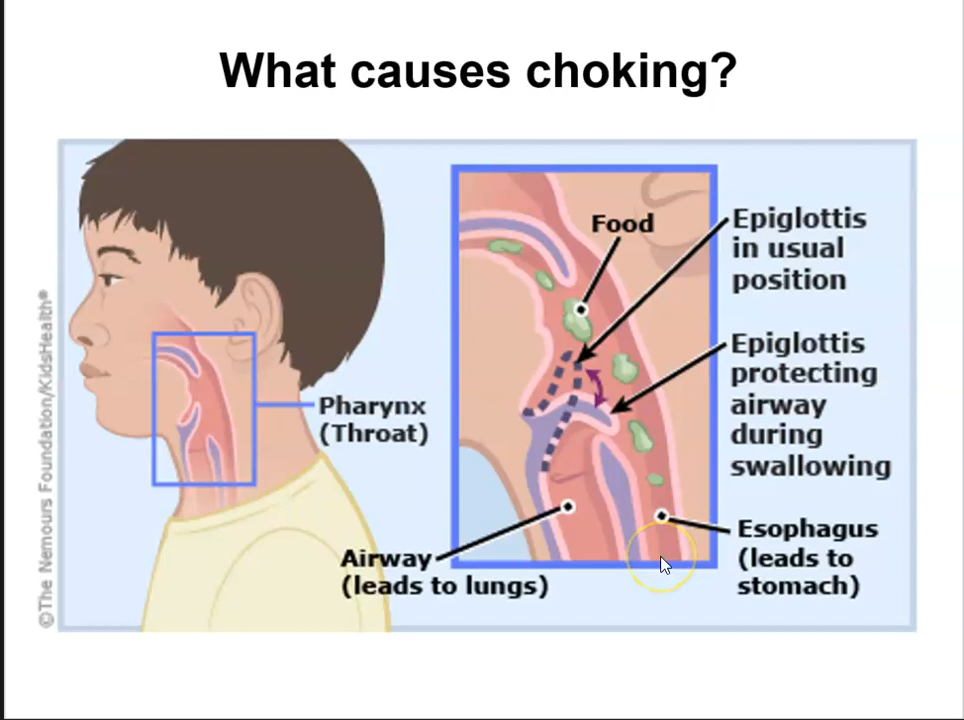 What causes choking?
Food
Epiglottis
in usual
position
Epiglottis
protecting
airway
during
swallowing
Pharynx
(Throat)
Airway
(leads to lungs)
Esophagus
(leads to
stomach)
©The Nemours Foundation/KidsHealth®